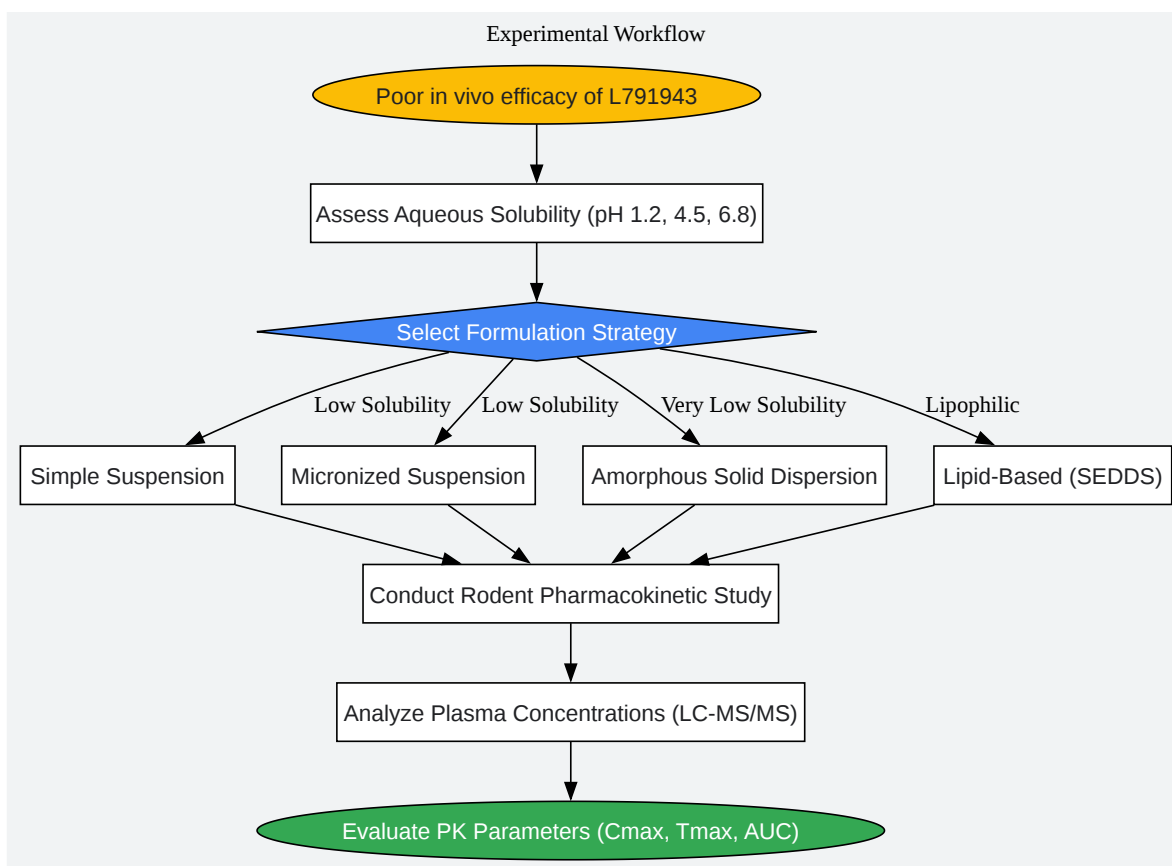 Experimental Workflow
Poor in vivo efficacy of L791943
Assess Aqueous Solubility (pH 1.2, 4.5, 6.8)
Select Formulation Strategy
Low Solubility
Low Solubility
Very Low Solubility
Lipophilic
Simple Suspension
Micronized Suspension
Amorphous Solid Dispersion
Lipid-Based (SEDDS)
Conduct Rodent Pharmacokinetic Study
Analyze Plasma Concentrations (LC-MS/MS)
Evaluate PK Parameters (Cmax, Tmax, AUC)